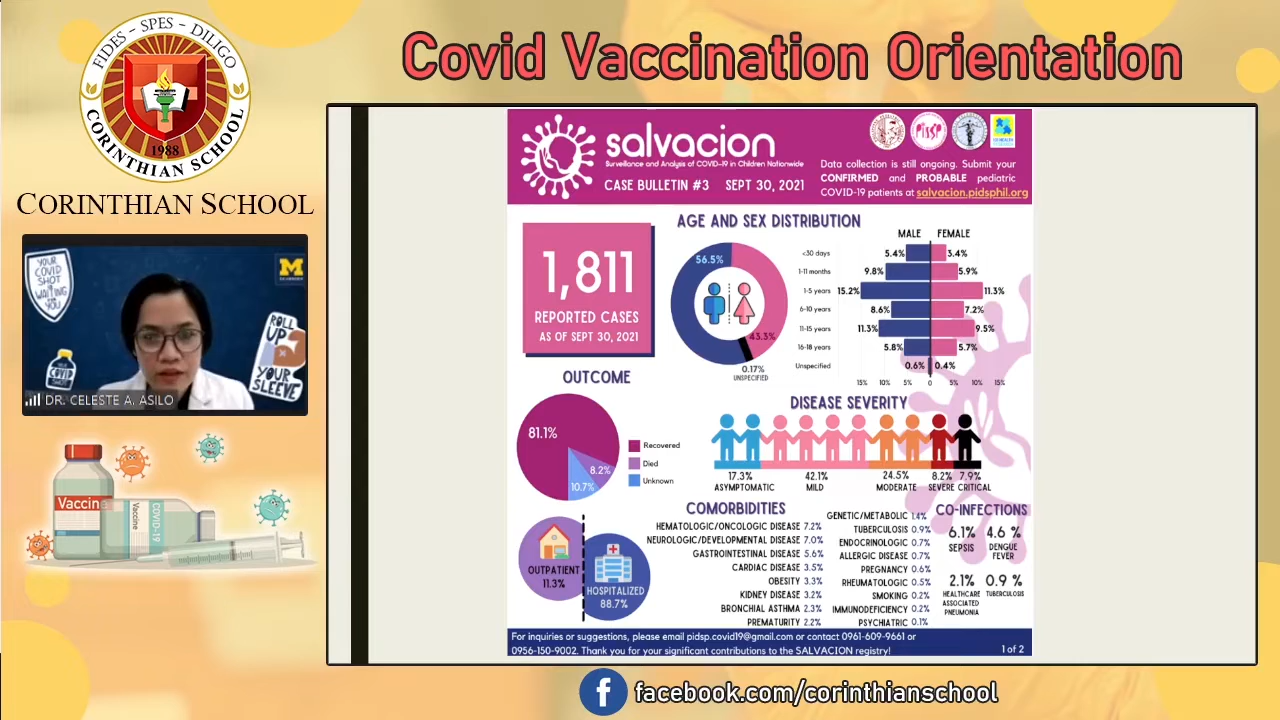 Covid Vaccination Orientation
FIDES - SPES - DILIGO
CORINTHIAN SCHOOL
1988
CORINTHIAN SCHOOL
YOUR
COVID
SHOT
IS
WAITING
YOU
M
ROLL
UP
YOUR
SLEEVE
COVID
DR. CELESTE A. ASILO
Vaccin
Vaccine
COVID-19
salvacion
Surveillance and Analysis of COVID-19 in Children Nationwide
CASE BULLETIN #3 SEPT 30, 2021
PIDSP
Data collection is still ongoing. Submit your
CONFIRMED and PROBABLE pediatric
COVID-19 patients at salvacion.pidsphil.org
1,811
REPORTED CASES
AS OF SEPT 30, 2021
AGE AND SEX DISTRIBUTION
56.5%
43.3%
0.17%
UNSPECIFIED
MALE FEMALE
<30 days 5.4% 3.4%
1-11 months 9.8% 5.9%
1-5 years 15.2% 11.3%
6-10 years 8.6% 7.2%
11-15 years 11.3% 9.5%
16-18 years 5.8% 5.7%
Unspecified 0.6% 0.4%
15% 10% 5% 0 5% 10% 15%
OUTCOME
81.1%
8.2%
10.7%
Recovered
Died
Unknown
DISEASE SEVERITY
17.3% 42.1% 24.5% 8.2% 7.9%
ASYMPTOMATIC MILD MODERATE SEVERE CRITICAL
OUTPATIENT
11.3%
HOSPITALIZED
88.7%
COMORBIDITIES
HEMATOLOGIC/ONCOLOGIC DISEASE 7.2%
NEUROLOGIC/DEVELOPMENTAL DISEASE 7.0%
GASTROINTESTINAL DISEASE 5.6%
CARDIAC DISEASE 3.5%
OBESITY 3.3%
KIDNEY DISEASE 3.2%
BRONCHIAL ASTHMA 2.3%
PREMATURITY 2.2%
GENETIC/METABOLIC 1.4%
TUBERCULOSIS 0.9%
ENDOCRINOLOGIC 0.7%
ALLERGIC DISEASE 0.7%
PREGNANCY 0.6%
RHEUMATOLOGIC 0.5%
SMOKING 0.2%
IMMUNODEFICIENCY 0.2%
PSYCHIATRIC 0.1%
CO-INFECTIONS
6.1% 4.6 %
SEPSIS DENGUE
FEVER
2.1% 0.9 %
HEALTHCARE TUBERCULOSIS
ASSOCIATED
PNEUMONIA
For inquiries or suggestions, please email pidsp.covid19@gmail.com or contact 0961-609-9661 or
0956-150-9002. Thank you for your significant contributions to the SALVACION registry!
1 of 2
facebook.com/corinthianschool